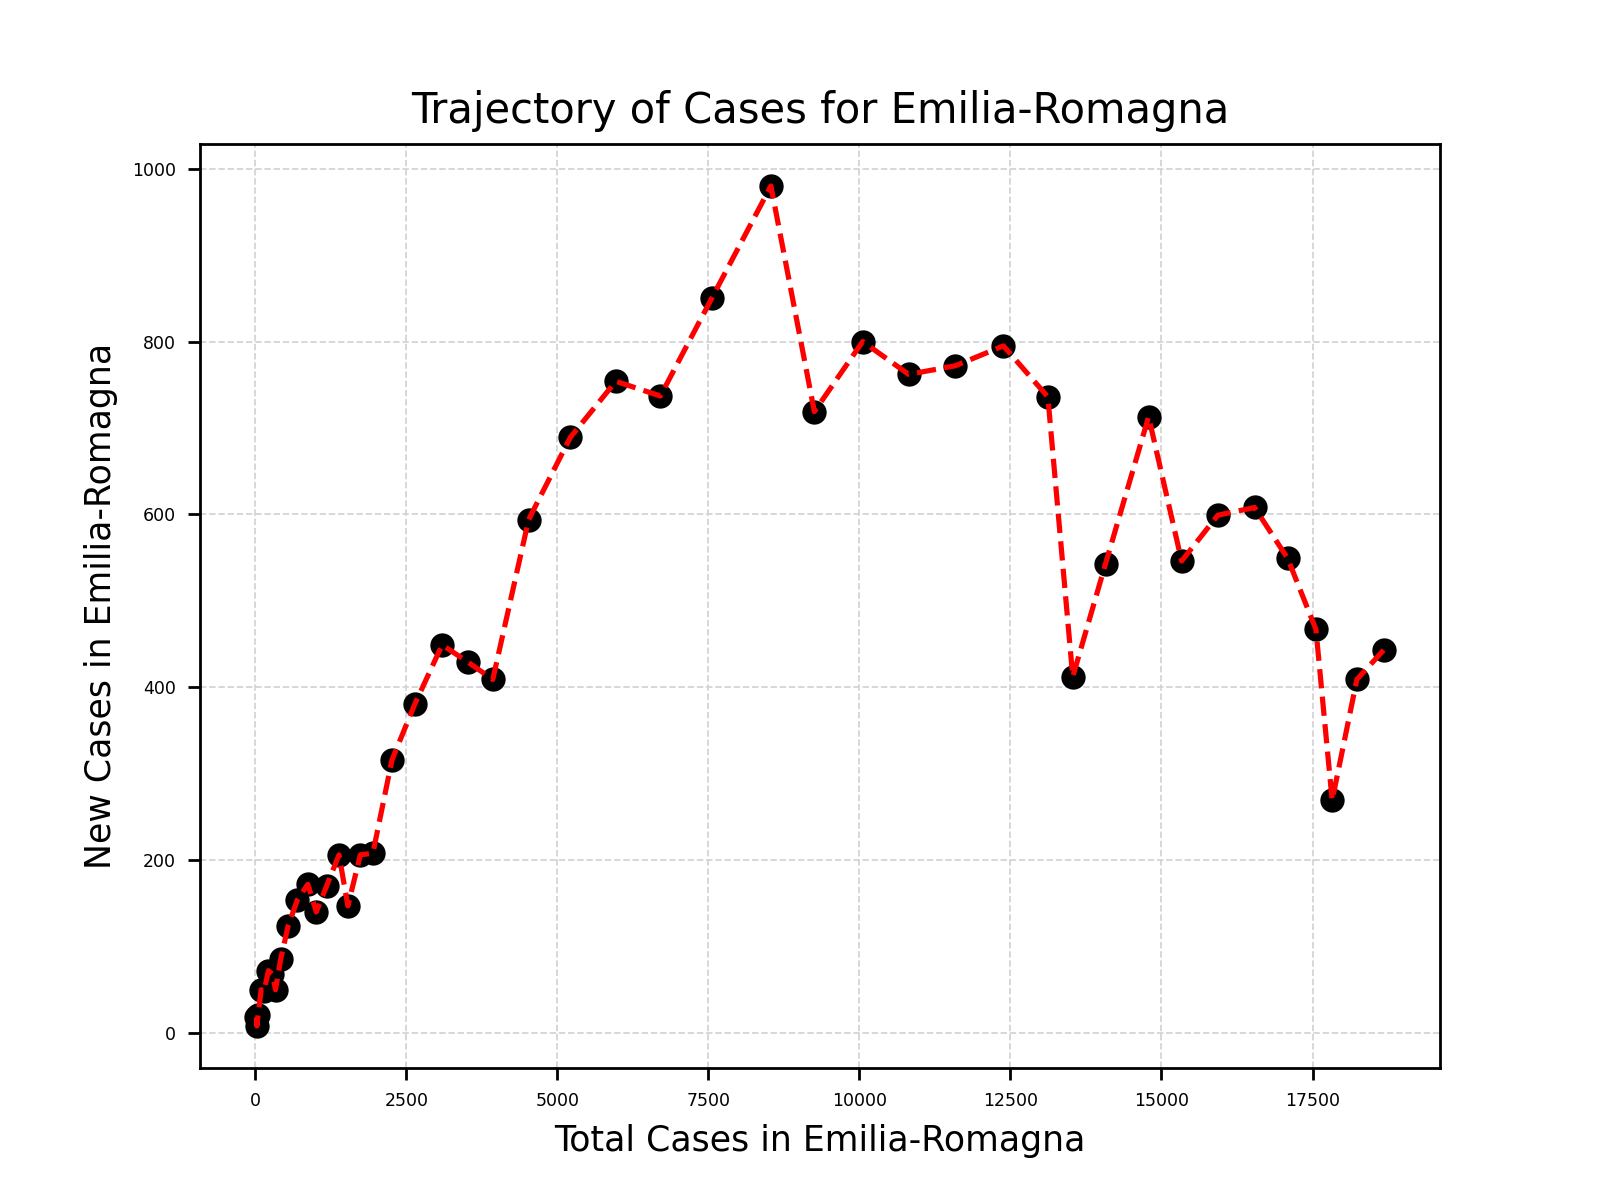 Trajectory of Cases for Emilia-Romagna
New Cases in Emilia-Romagna
1000
800
600
400
200
0
0 2500 5000 7500 10000 12500 15000 17500
Total Cases in Emilia-Romagna